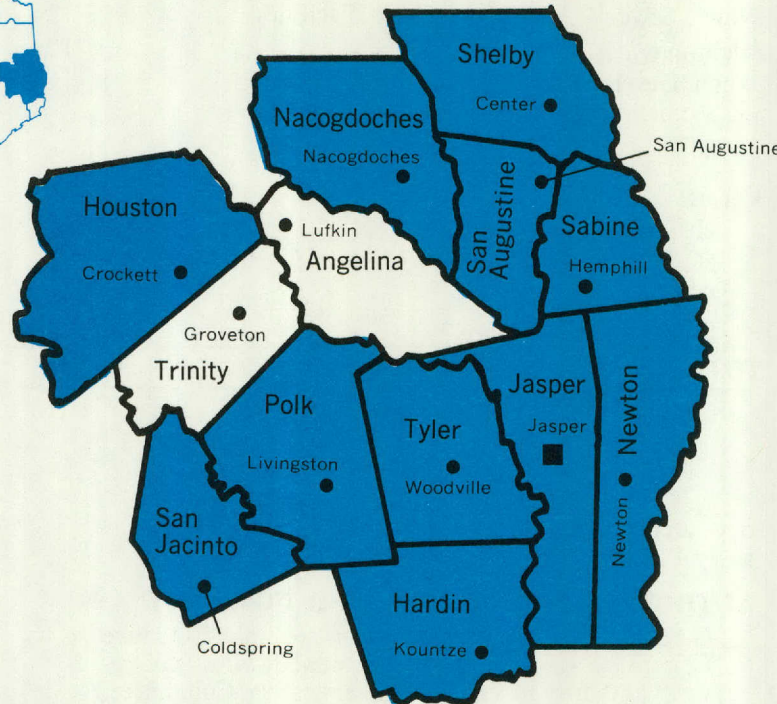 Shelby
Center
Nacogdoches
Nacogdoches
San Augustine
San
Augustine
Houston
Crockett
Lufkin
Angelina
Sabine
Hemphill
Groveton
Trinity
Polk
Livingston
Tyler
Woodville
Jasper
Jasper
Newton
Newton
San
Jacinto
Coldspring
Hardin
Kountze